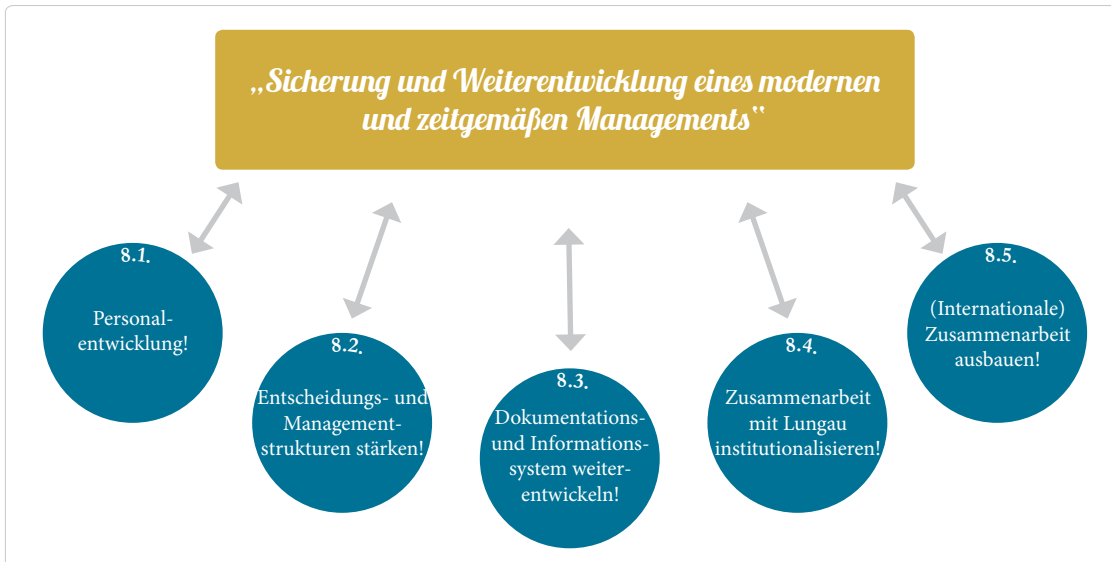 „Sicherung und Weiterentwicklung eines modernen
und zeitgemäßen Managements“
8.1.
Personal-
entwicklung!
8.2.
Entscheidungs- und
Management-
strukturen stärken!
8.3.
Dokumentations-
und Informations-
system weiter-
entwickeln!
8.4.
Zusammenarbeit
mit Lungau
institutionalisieren!
8.5.
(Internationale)
Zusammenarbeit
ausbauen!